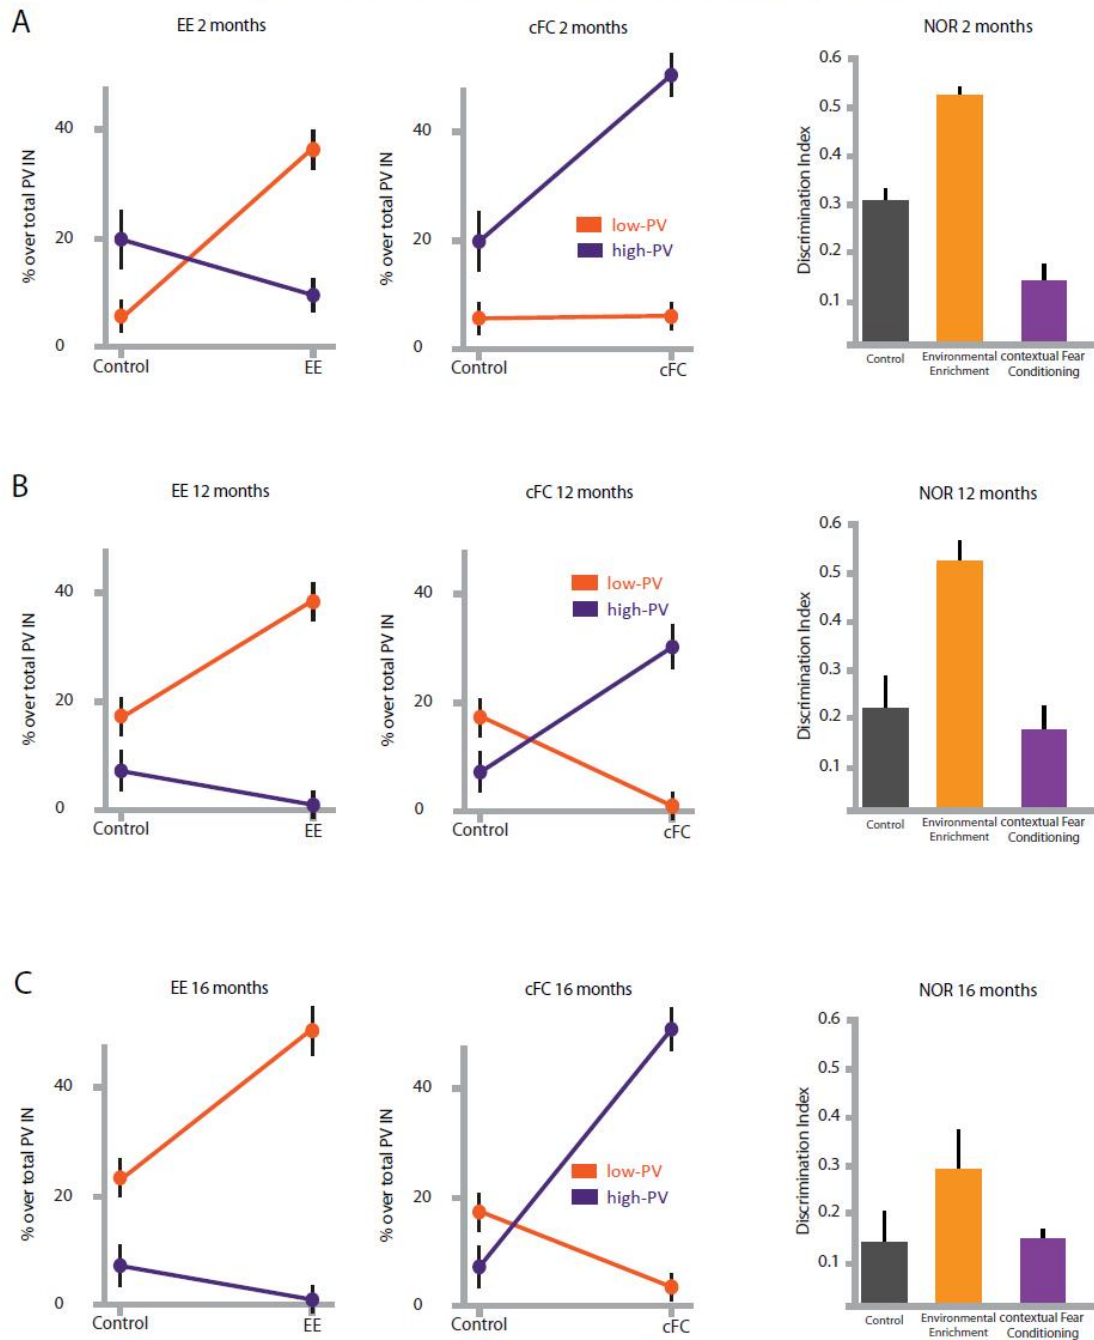 A
EE 2 months
% over total PV IN
40
20
0
Control
EE
cFC 2 months
% over total PV IN
40
20
0
low-PV
high-PV
Control
cFC
NOR 2 months
Discrimination Index
0.6
0.5
0.4
0.3
0.2
0.1
Control
Environmental
Enrichment
contextual Fear
Conditioning
B
EE 12 months
% over total PV IN
40
20
0
Control
EE
cFC 12 months
% over total PV IN
40
20
0
low-PV
high-PV
Control
cFC
NOR 12 months
Discrimination Index
0.6
0.5
0.4
0.3
0.2
0.1
Control
Environmental
Enrichment
contextual Fear
Conditioning
C
EE 16 months
% over total PV IN
40
20
0
Control
EE
cFC 16 months
% over total PV IN
40
20
0
low-PV
high-PV
Control
cFC
NOR 16 months
Discrimination Index
0.6
0.5
0.4
0.3
0.2
0.1
Control
Environmental
Enrichment
contextual Fear
Conditioning